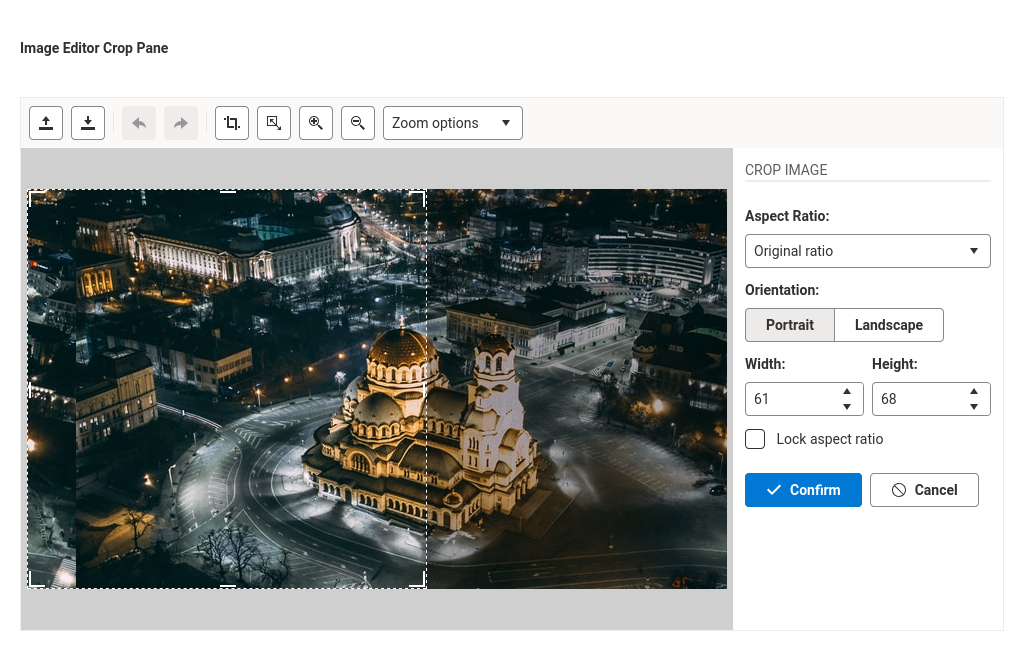 Image Editor Crop Pane
Zoom options
CROP IMAGE
Aspect Ratio:
Original ratio
Orientation:
Portrait Landscape
Width: Height:
61 68
Lock aspect ratio
Confirm Cancel